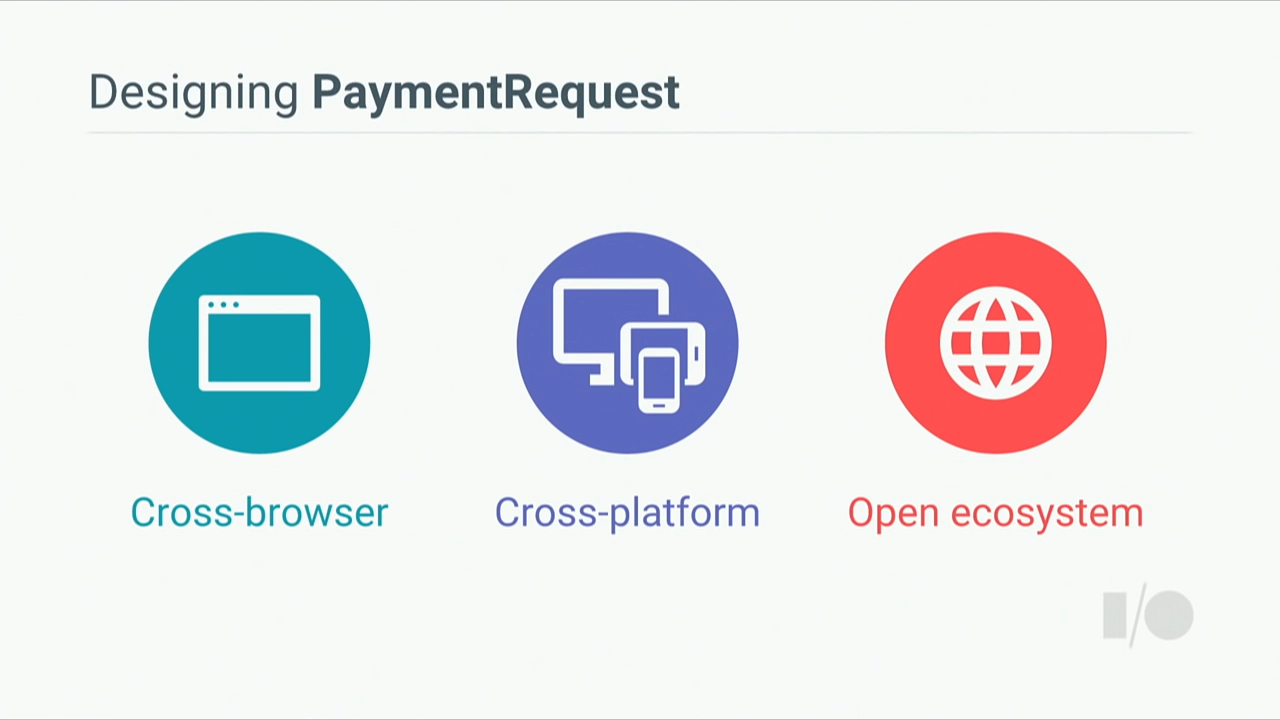 Designing PaymentRequest
Cross-browser
Cross-platform
Open ecosystem
I/O